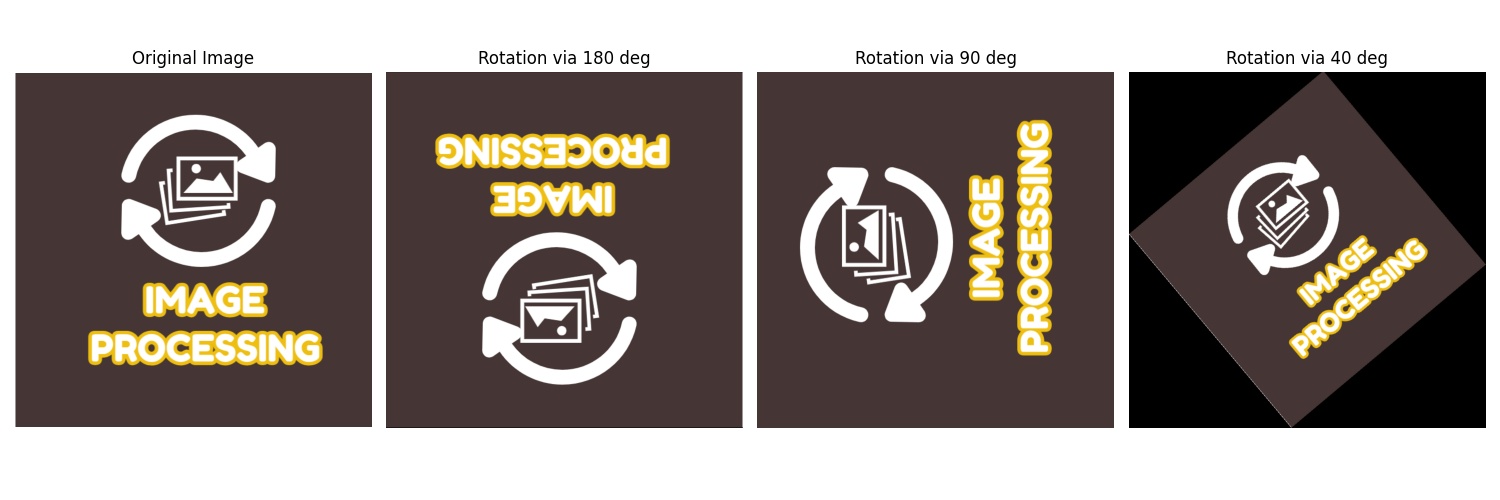 Original Image
IMAGE
PROCESSING
Rotation via 180 deg
IMAGE
PROCESSING
Rotation via 90 deg
IMAGE
PROCESSING
Rotation via 40 deg
IMAGE
PROCESSING